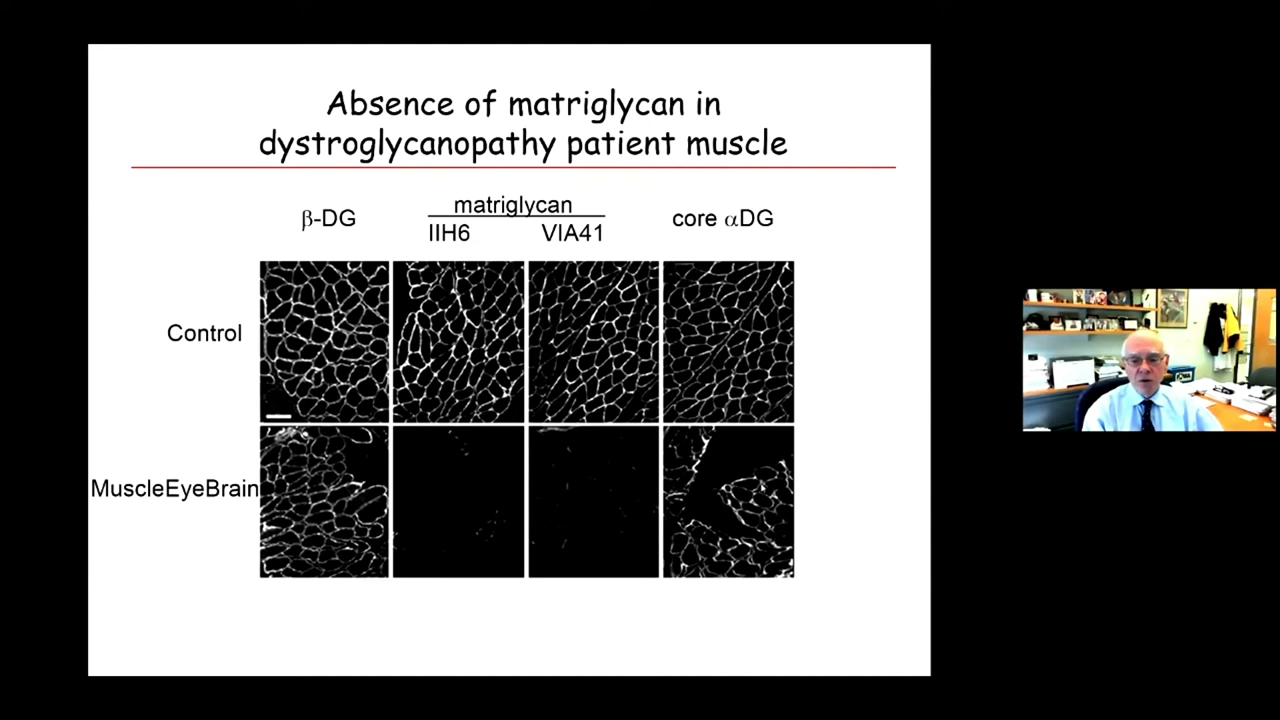 Absence of matriglycan in
dystroglycanopathy patient muscle
β-DG
matriglycan
IIH6
VIA41
core αDG
Control
MuscleEyeBrain